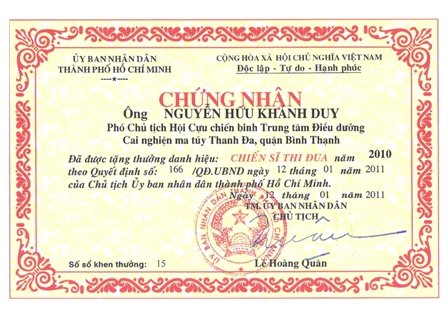 ỦY BAN NHÂN DÂN
THÀNH PHỐ HỒ CHÍ MINH
CỘNG HÒA XÃ HỘI CHỦ NGHĨA VIỆT NAM
Độc lập - Tự do - Hạnh phúc
CHỨNG NHẬN
Ông NGUYỄN HỮU KHÁNH DUY
Phó Chủ tịch Hội Cựu chiến binh Trung tâm Điều dưỡng
Cai nghiện ma túy Thanh Đa, quận Bình Thạnh
Đã được tặng thưởng danh hiệu: CHIẾN SĨ THI ĐUA năm 2010
theo Quyết định số: 166 /QĐ.UBND ngày 12 tháng 01 năm 2011
của Chủ tịch Ủy ban nhân dân thành phố Hồ Chí Minh.
Ngày 12 tháng 01 năm 2011
TM. ỦY BAN NHÂN DÂN
CHỦ TỊCH
Số sổ khen thưởng: 15
Lê Hoàng Quân